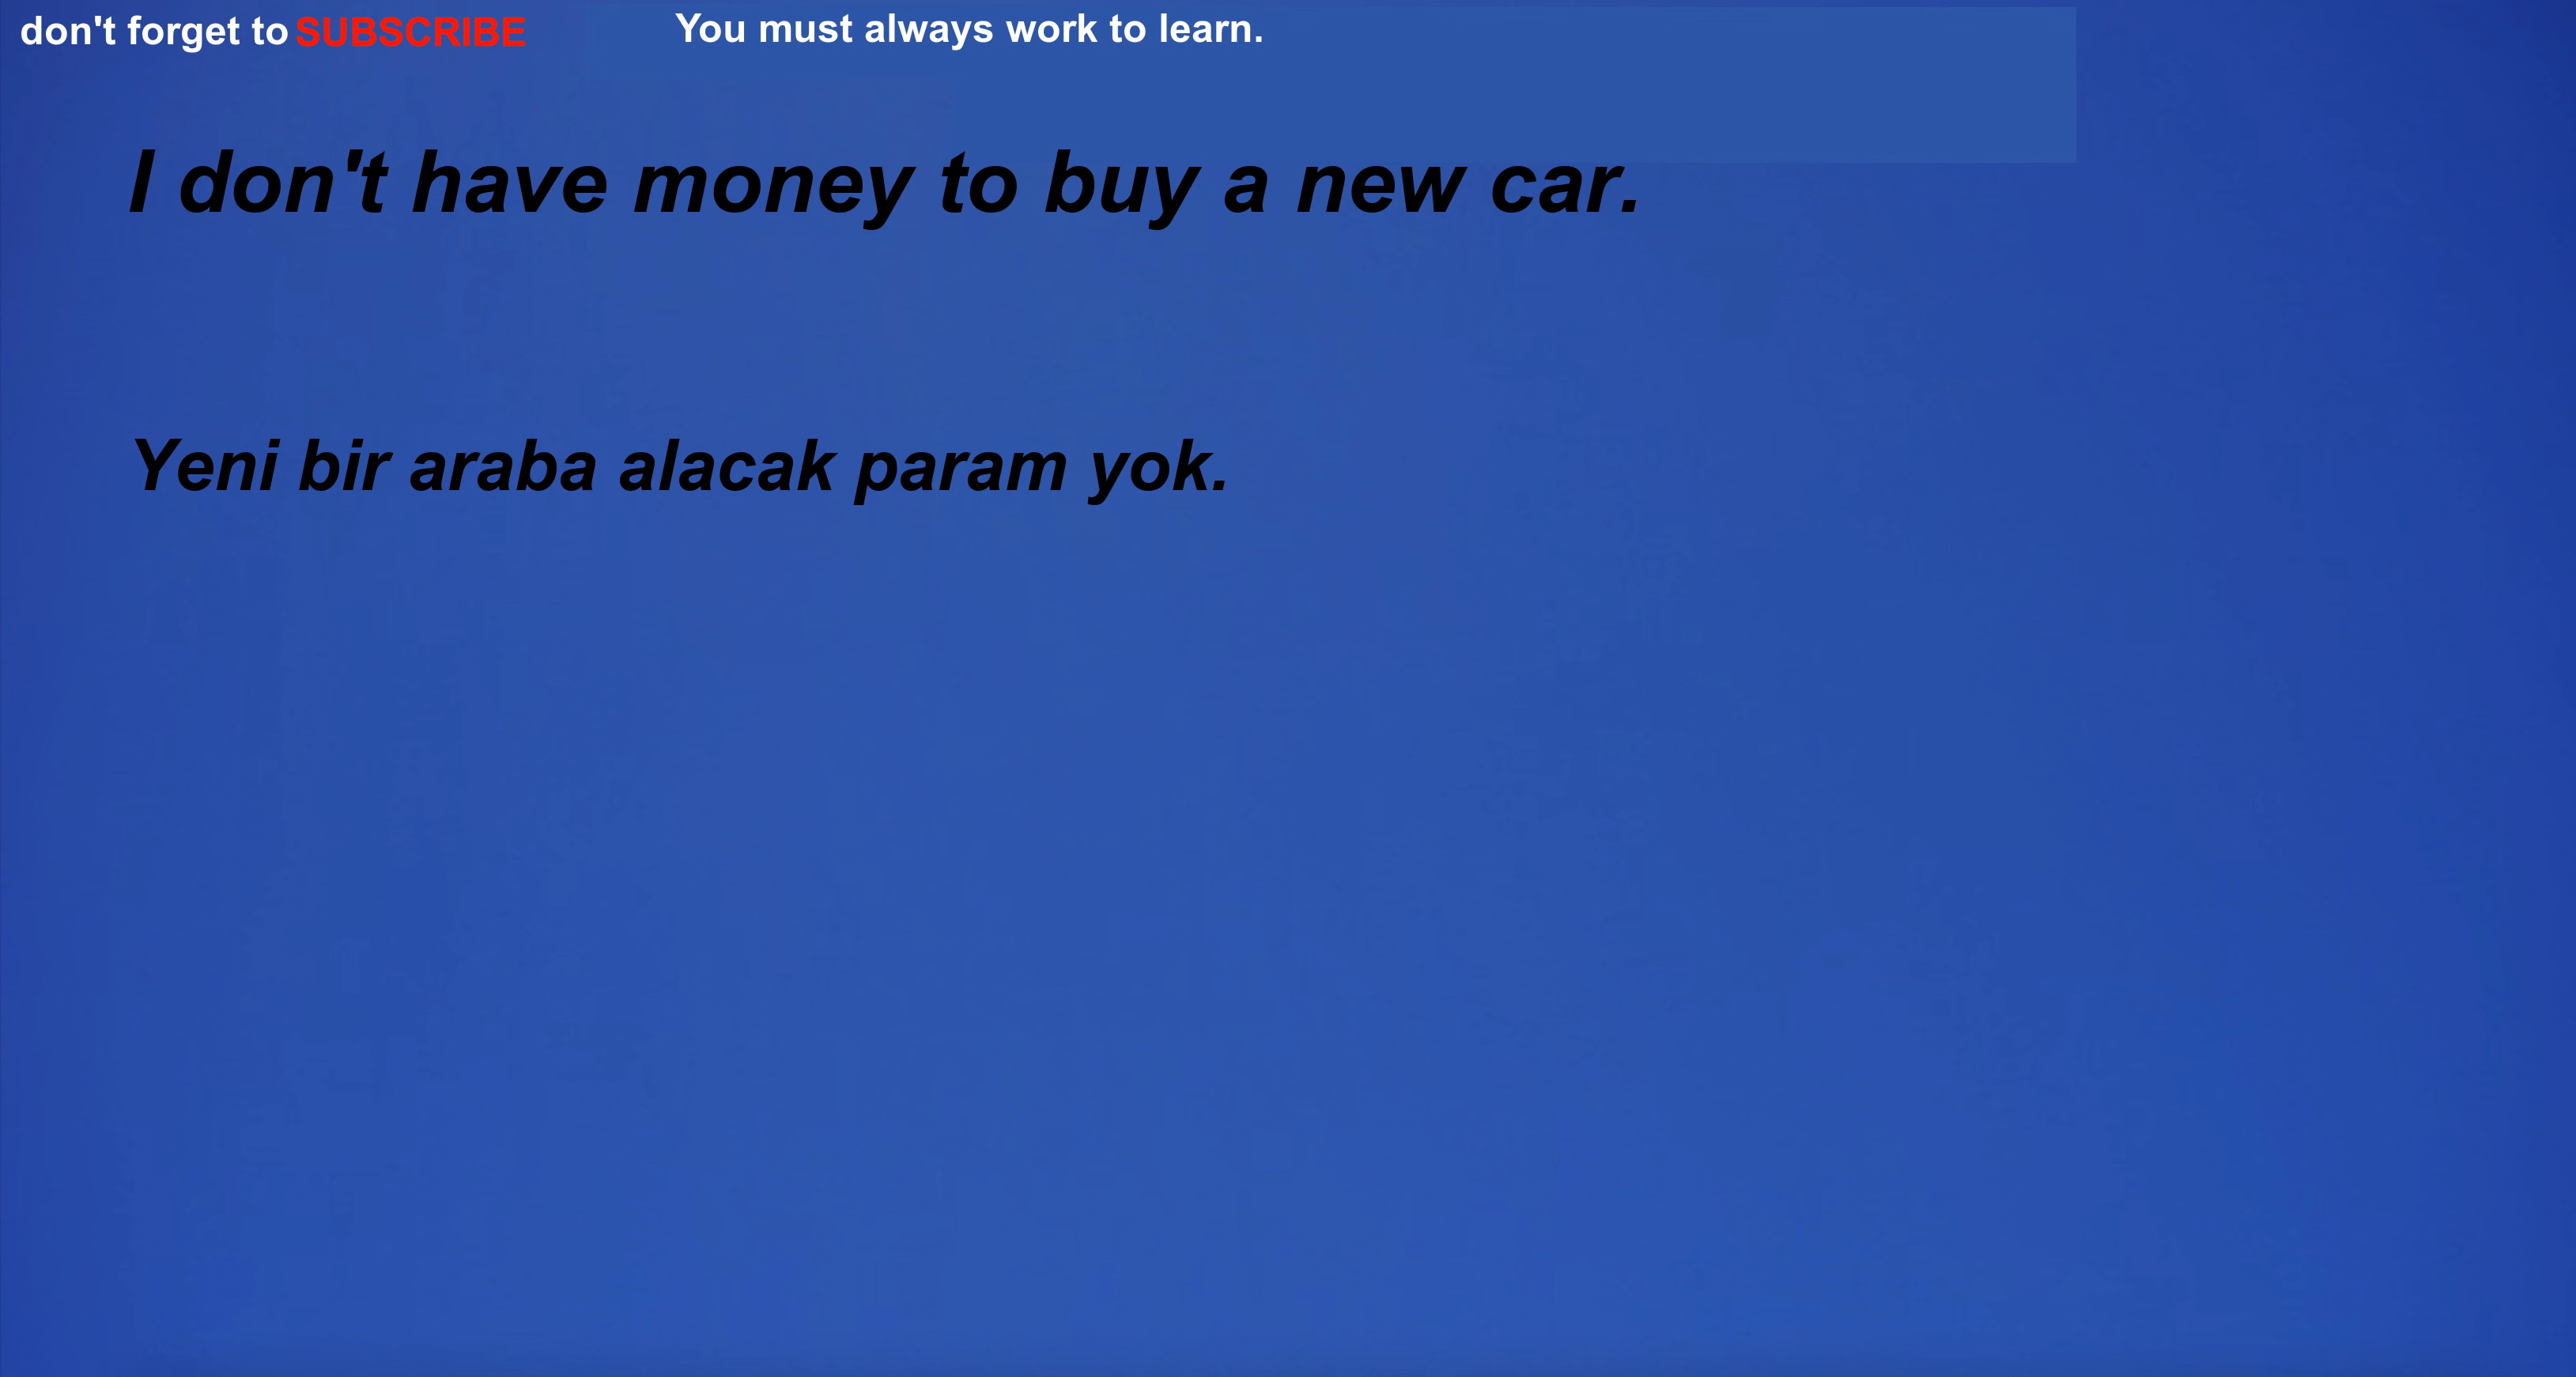 don't forget to SUBSCRIBE You must always work to learn.
I don't have money to buy a new car.
Yeni bir araba alacak param yok.